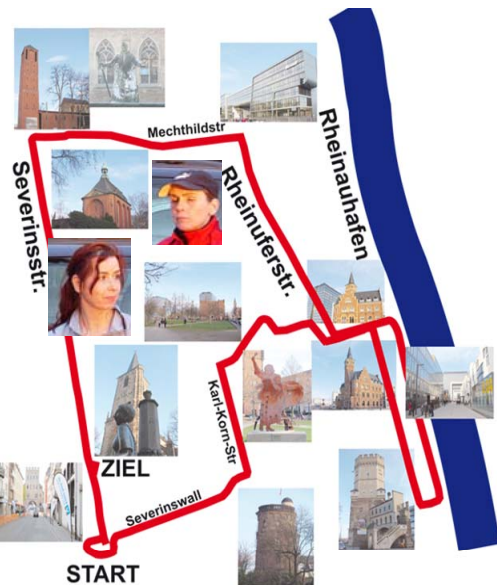 Mechthildstr
Severinsstr.
Rheinuferstr.
Rheinauhafen
Karl-Korn-Str
ZIEL
Severinswall
START